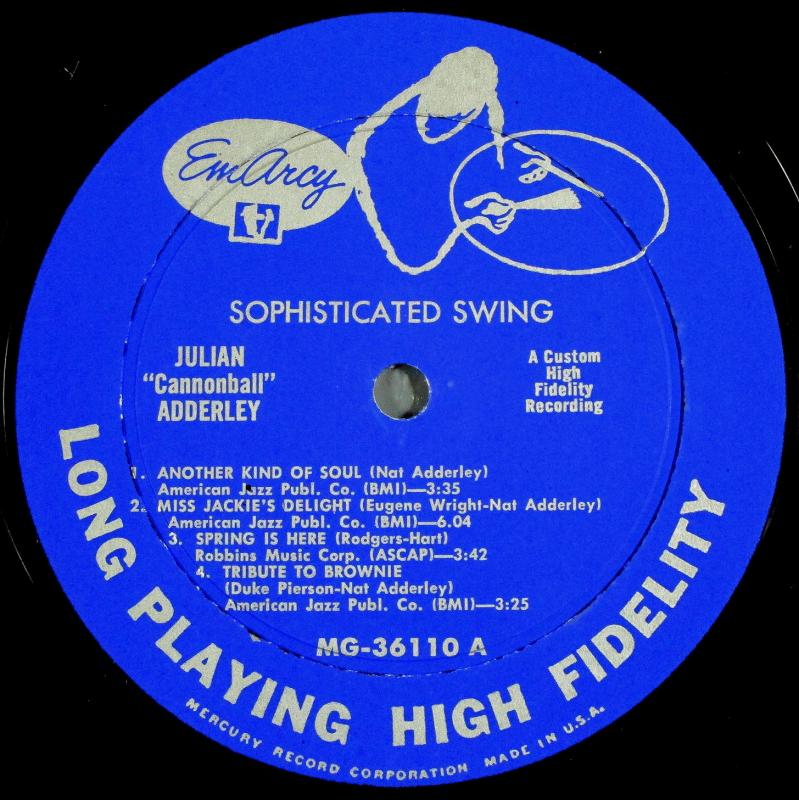 EmArcy
SOPHISTICATED SWING
JULIAN
"Cannonball"
ADDERLEY
A Custom
High
Fidelity
Recording
1. ANOTHER KIND OF SOUL (Nat Adderley)
American Jazz Publ. Co. (BMI)—3:35
2. MISS JACKIE'S DELIGHT (Eugene Wright-Nat Adderley)
American Jazz Publ. Co. (BMI)—6.04
3. SPRING IS HERE (Rodgers-Hart)
Robbins Music Corp. (ASCAP)—3:42
4. TRIBUTE TO BROWNIE
(Duke Pierson-Nat Adderley)
American Jazz Publ. Co. (BMI)—3:25
MG-36110 A
LONG PLAYING HIGH FIDELITY
MERCURY RECORD CORPORATION MADE IN U.S.A.